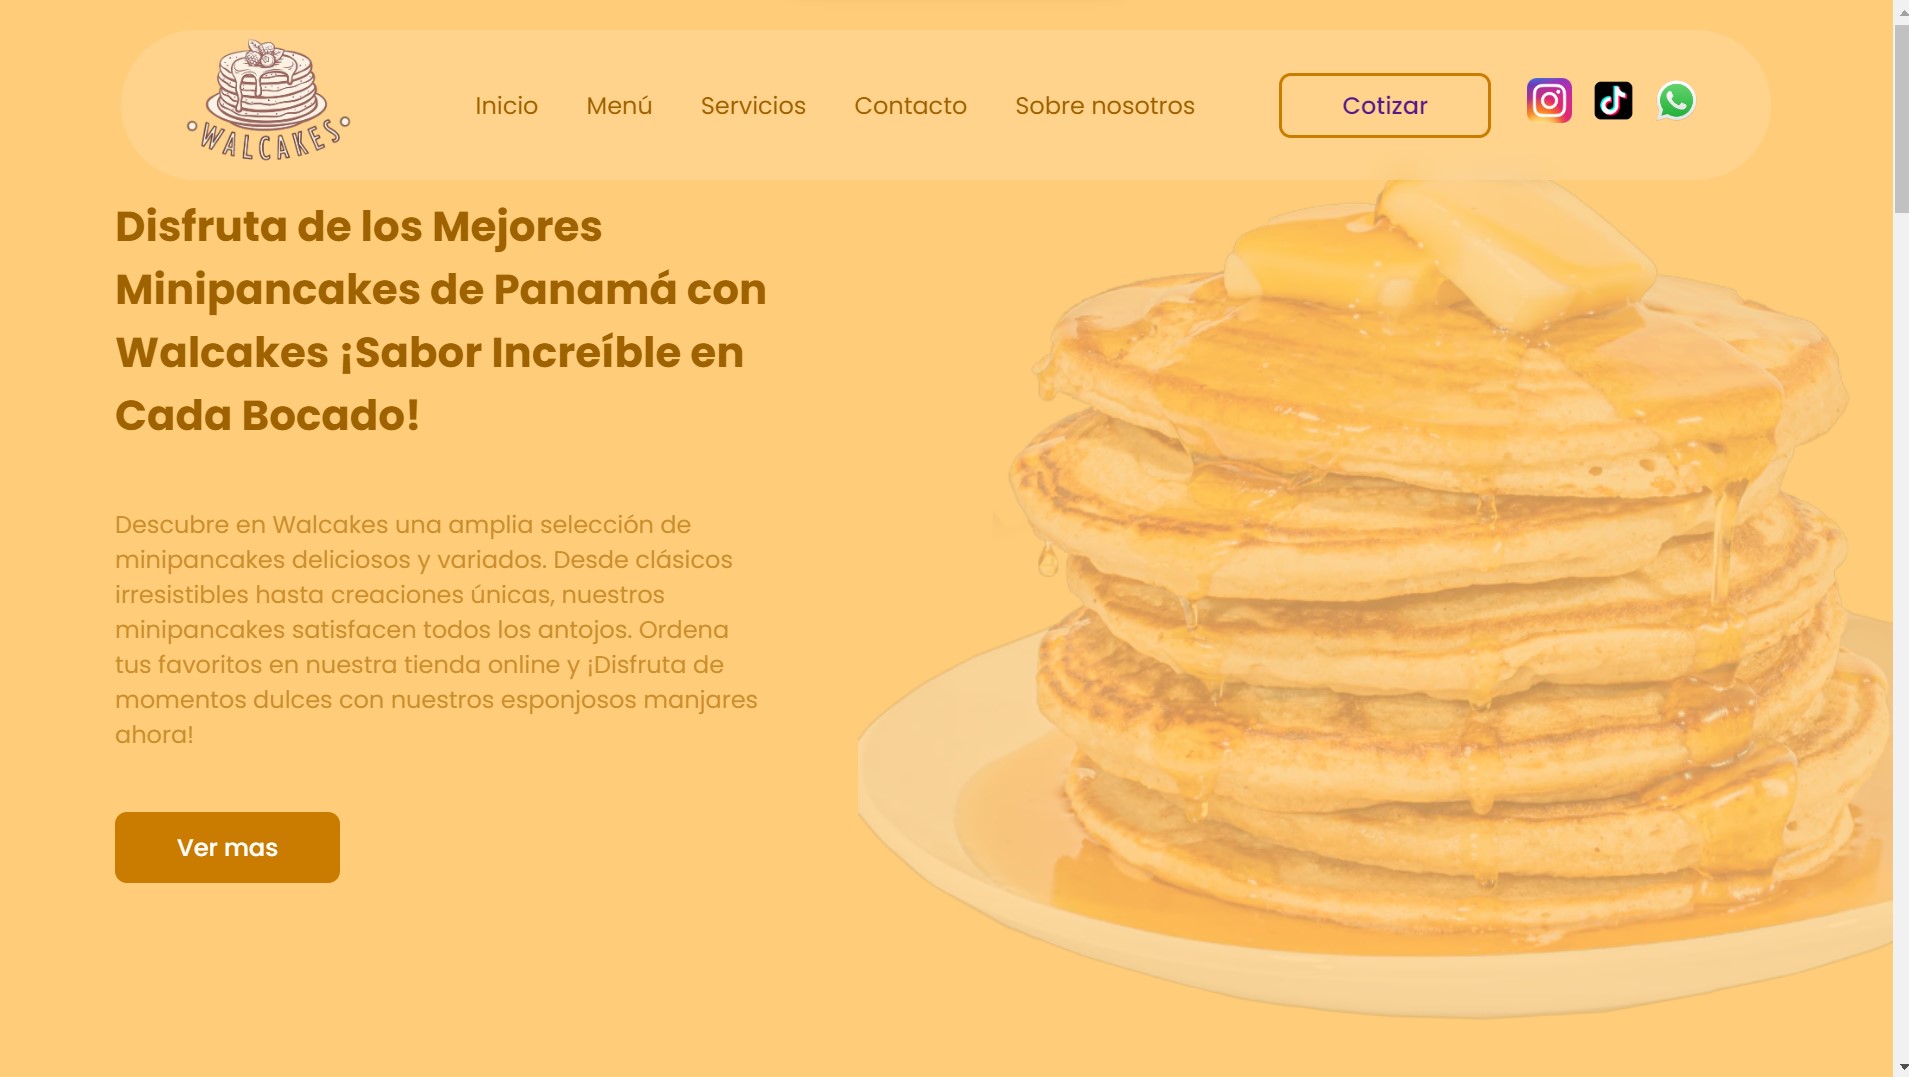 WALCAKES
Inicio Menú Servicios Contacto Sobre nosotros Cotizar
Disfruta de los Mejores
Minipancakes de Panamá con
Walcakes ¡Sabor Increíble en
Cada Bocado!
Descubre en Walcakes una amplia selección de
minipancakes deliciosos y variados. Desde clásicos
irresistibles hasta creaciones únicas, nuestros
minipancakes satisfacen todos los antojos. Ordena
tus favoritos en nuestra tienda online y ¡Disfruta de
momentos dulces con nuestros esponjosos manjares
ahora!
Ver mas